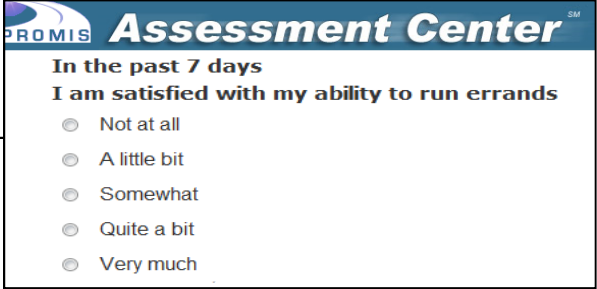 PROMIS Assessment Center SM
In the past 7 days
I am satisfied with my ability to run errands
Not at all
A little bit
Somewhat
Quite a bit
Very much